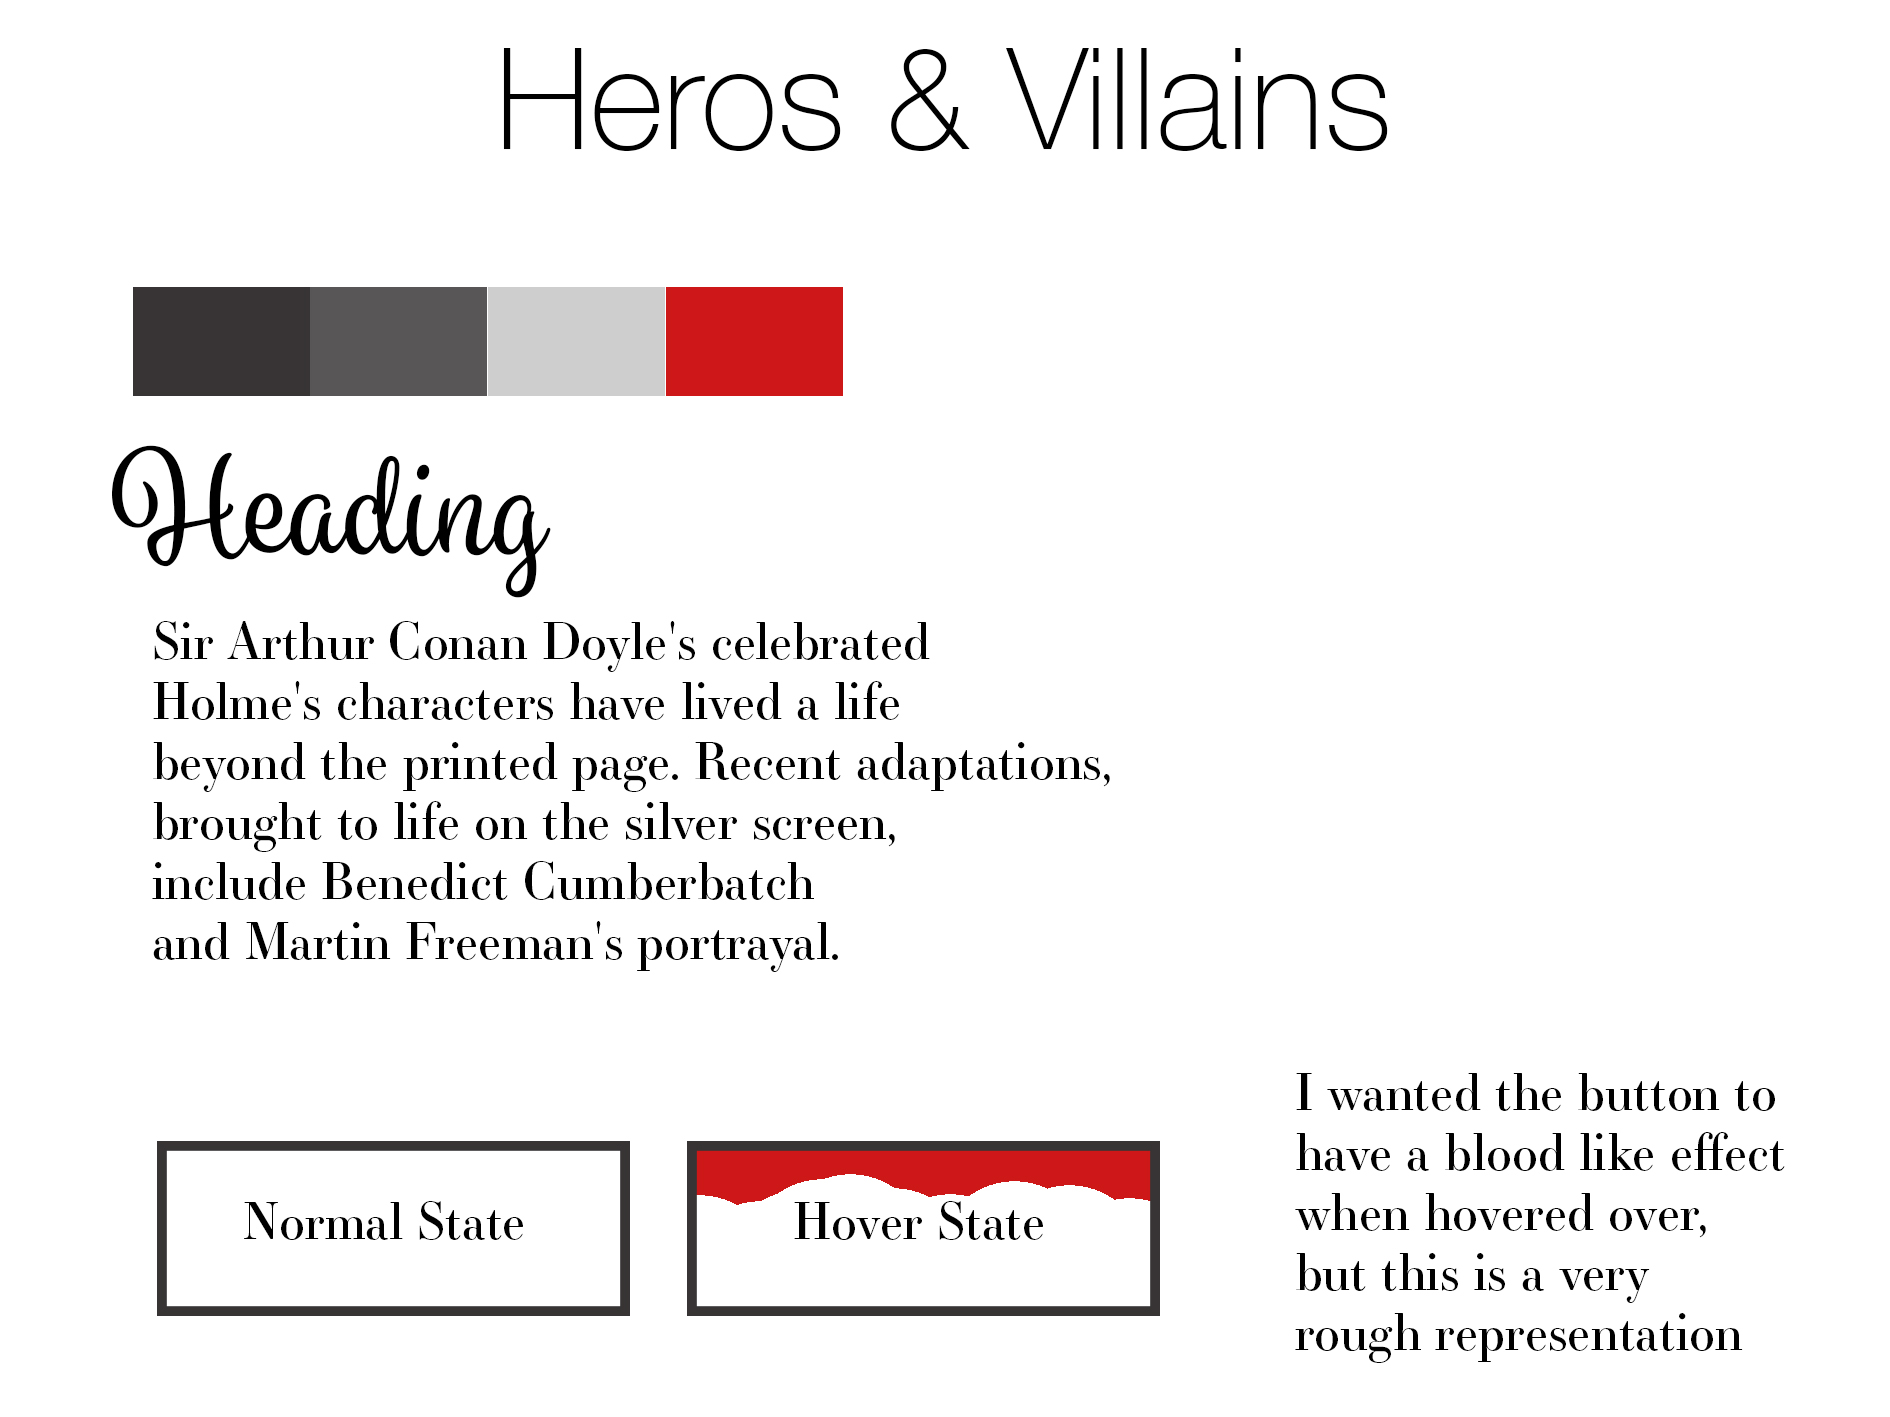 Heros & Villains
Heading
Sir Arthur Conan Doyle's celebrated
Holme's characters have lived a life
beyond the printed page. Recent adaptations,
brought to life on the silver screen,
include Benedict Cumberbatch
and Martin Freeman's portrayal.
Normal State
Hover State
I wanted the button to
have a blood like effect
when hovered over,
but this is a very
rough representation